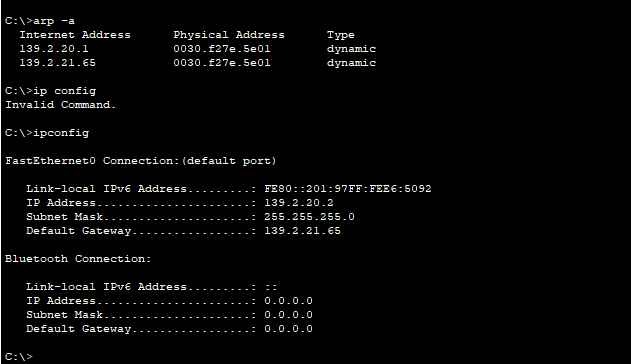 C:\>arp -a
Internet Address Physical Address Type
139.2.20.1 0030.f27e.5e01 dynamic
139.2.21.65 0030.f27e.5e01 dynamic
C:\>ip config
Invalid Command.
C:\>ipconfig
FastEthernet0 Connection:(default port)
Link-local IPv6 Address.........: FE80::201:97FF:FEE6:5092
IP Address......................: 139.2.20.2
Subnet Mask.....................: 255.255.255.0
Default Gateway.................: 139.2.21.65
Bluetooth Connection:
Link-local IPv6 Address.........: ::
IP Address......................: 0.0.0.0
Subnet Mask.....................: 0.0.0.0
Default Gateway.................: 0.0.0.0
C:\>